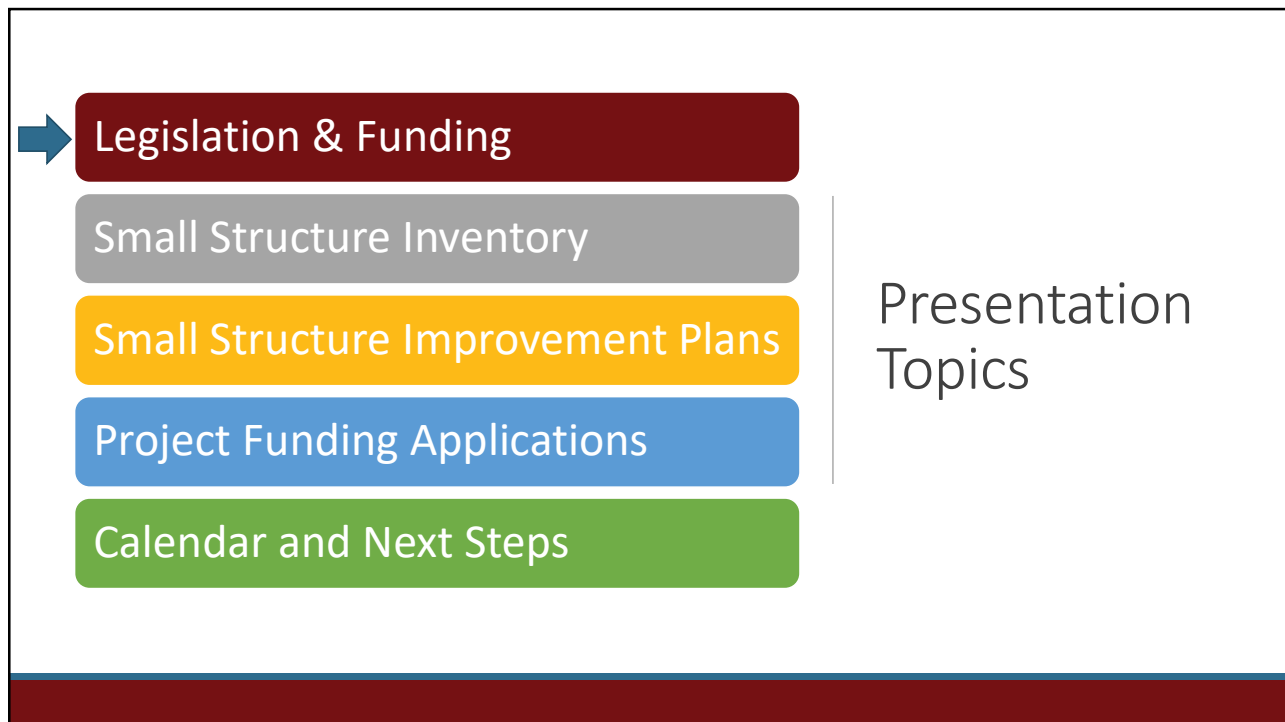 Legislation & Funding
Small Structure Inventory
Small Structure Improvement Plans
Project Funding Applications
Calendar and Next Steps
Presentation
Topics